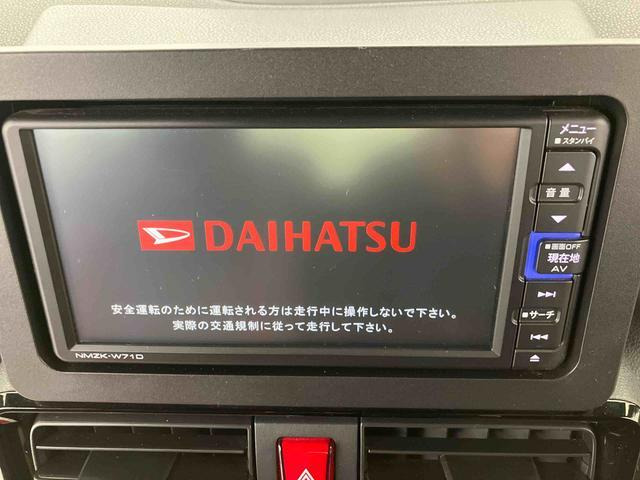 DAIHATSU
安全運転のために運転される方は走行中に操作しないで下さい。
実際の交通規制に従って走行して下さい。
NMZK-W71D
メニュー
■スタンバイ
音量
■画面OFF
現在地
AV
■サーチ